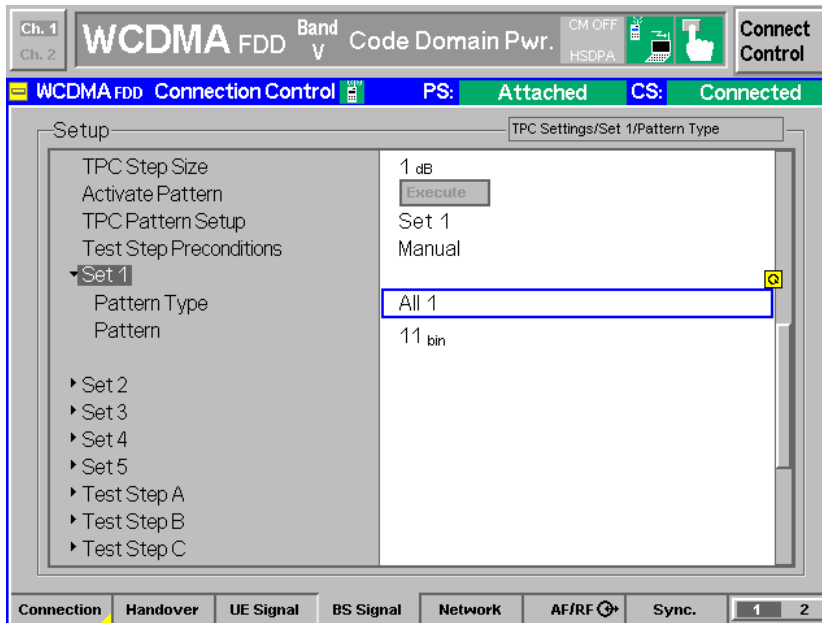 Ch. 1
Ch. 2
WCDMA FDD Band V Code Domain Pwr.
CM OFF
HSDPA
Connect Control
WCDMA FDD Connection Control PS: Attached CS: Connected
Setup TPC Settings/Set 1/Pattern Type
TPC Step Size 1 dB
Activate Pattern Execute
TPC Pattern Setup Set 1
Test Step Preconditions Manual
Set 1
Pattern Type All 1
Pattern 11 bin
Set 2
Set 3
Set 4
Set 5
Test Step A
Test Step B
Test Step C
Connection Handover UE Signal BS Signal Network AF/RF Sync. 1 2